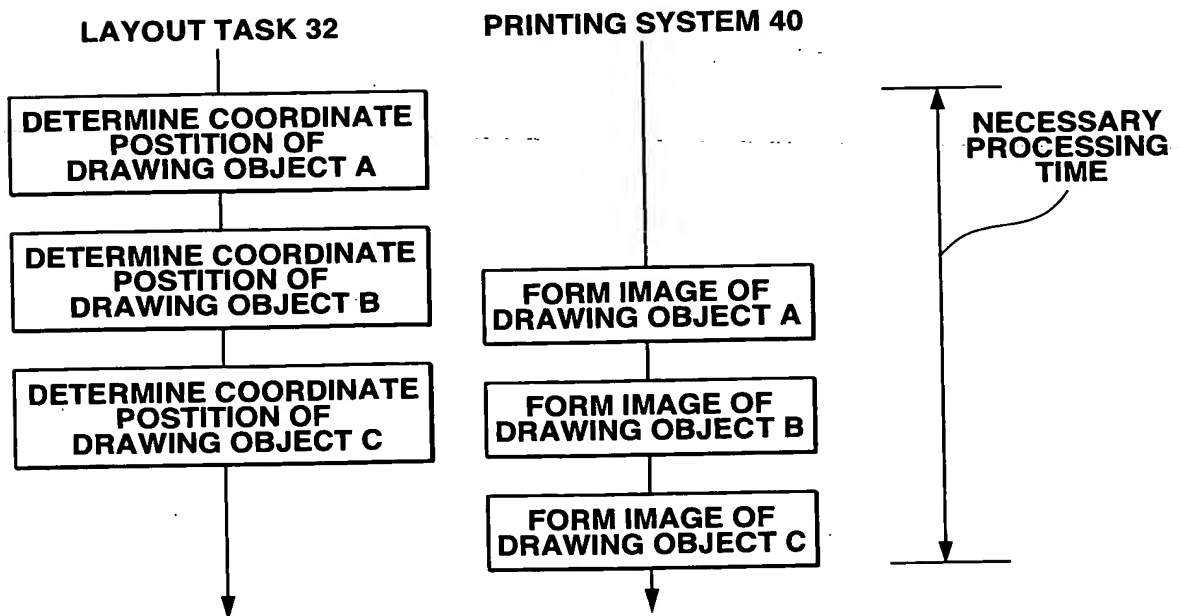 LAYOUT TASK 32
DETERMINE COORDINATE
POSTITION OF
DRAWING OBJECT A
DETERMINE COORDINATE
POSTITION OF
DRAWING OBJECT B
DETERMINE COORDINATE
POSTITION OF
DRAWING OBJECT C
PRINTING SYSTEM 40
FORM IMAGE OF
DRAWING OBJECT A
FORM IMAGE OF
DRAWING OBJECT B
FORM IMAGE OF
DRAWING OBJECT C
NECESSARY
PROCESSING
TIME